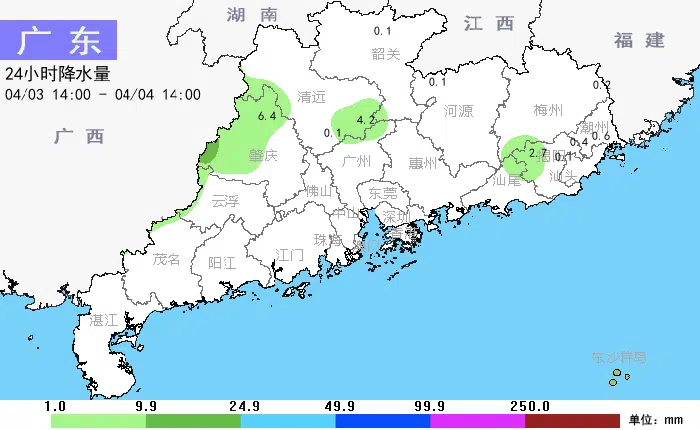 湖 南
江 西
福 建
广 东
24小时降水量
04/03 14:00 - 04/04 14:00
广 西
0.1
韶关
0.1
0.2
清远
河源
梅州
6.4
4.2
0.1
潮州
0.6
0.4
肇庆
广州
惠州
2.7
揭阳
0.1
汕头
汕尾
云浮
佛山
东莞
中山
深圳
香港
珠海
澳门
茂名
阳江
江门
湛江
东沙群岛
1.0 9.9 24.9 49.9 99.9 250.0
单位: mm